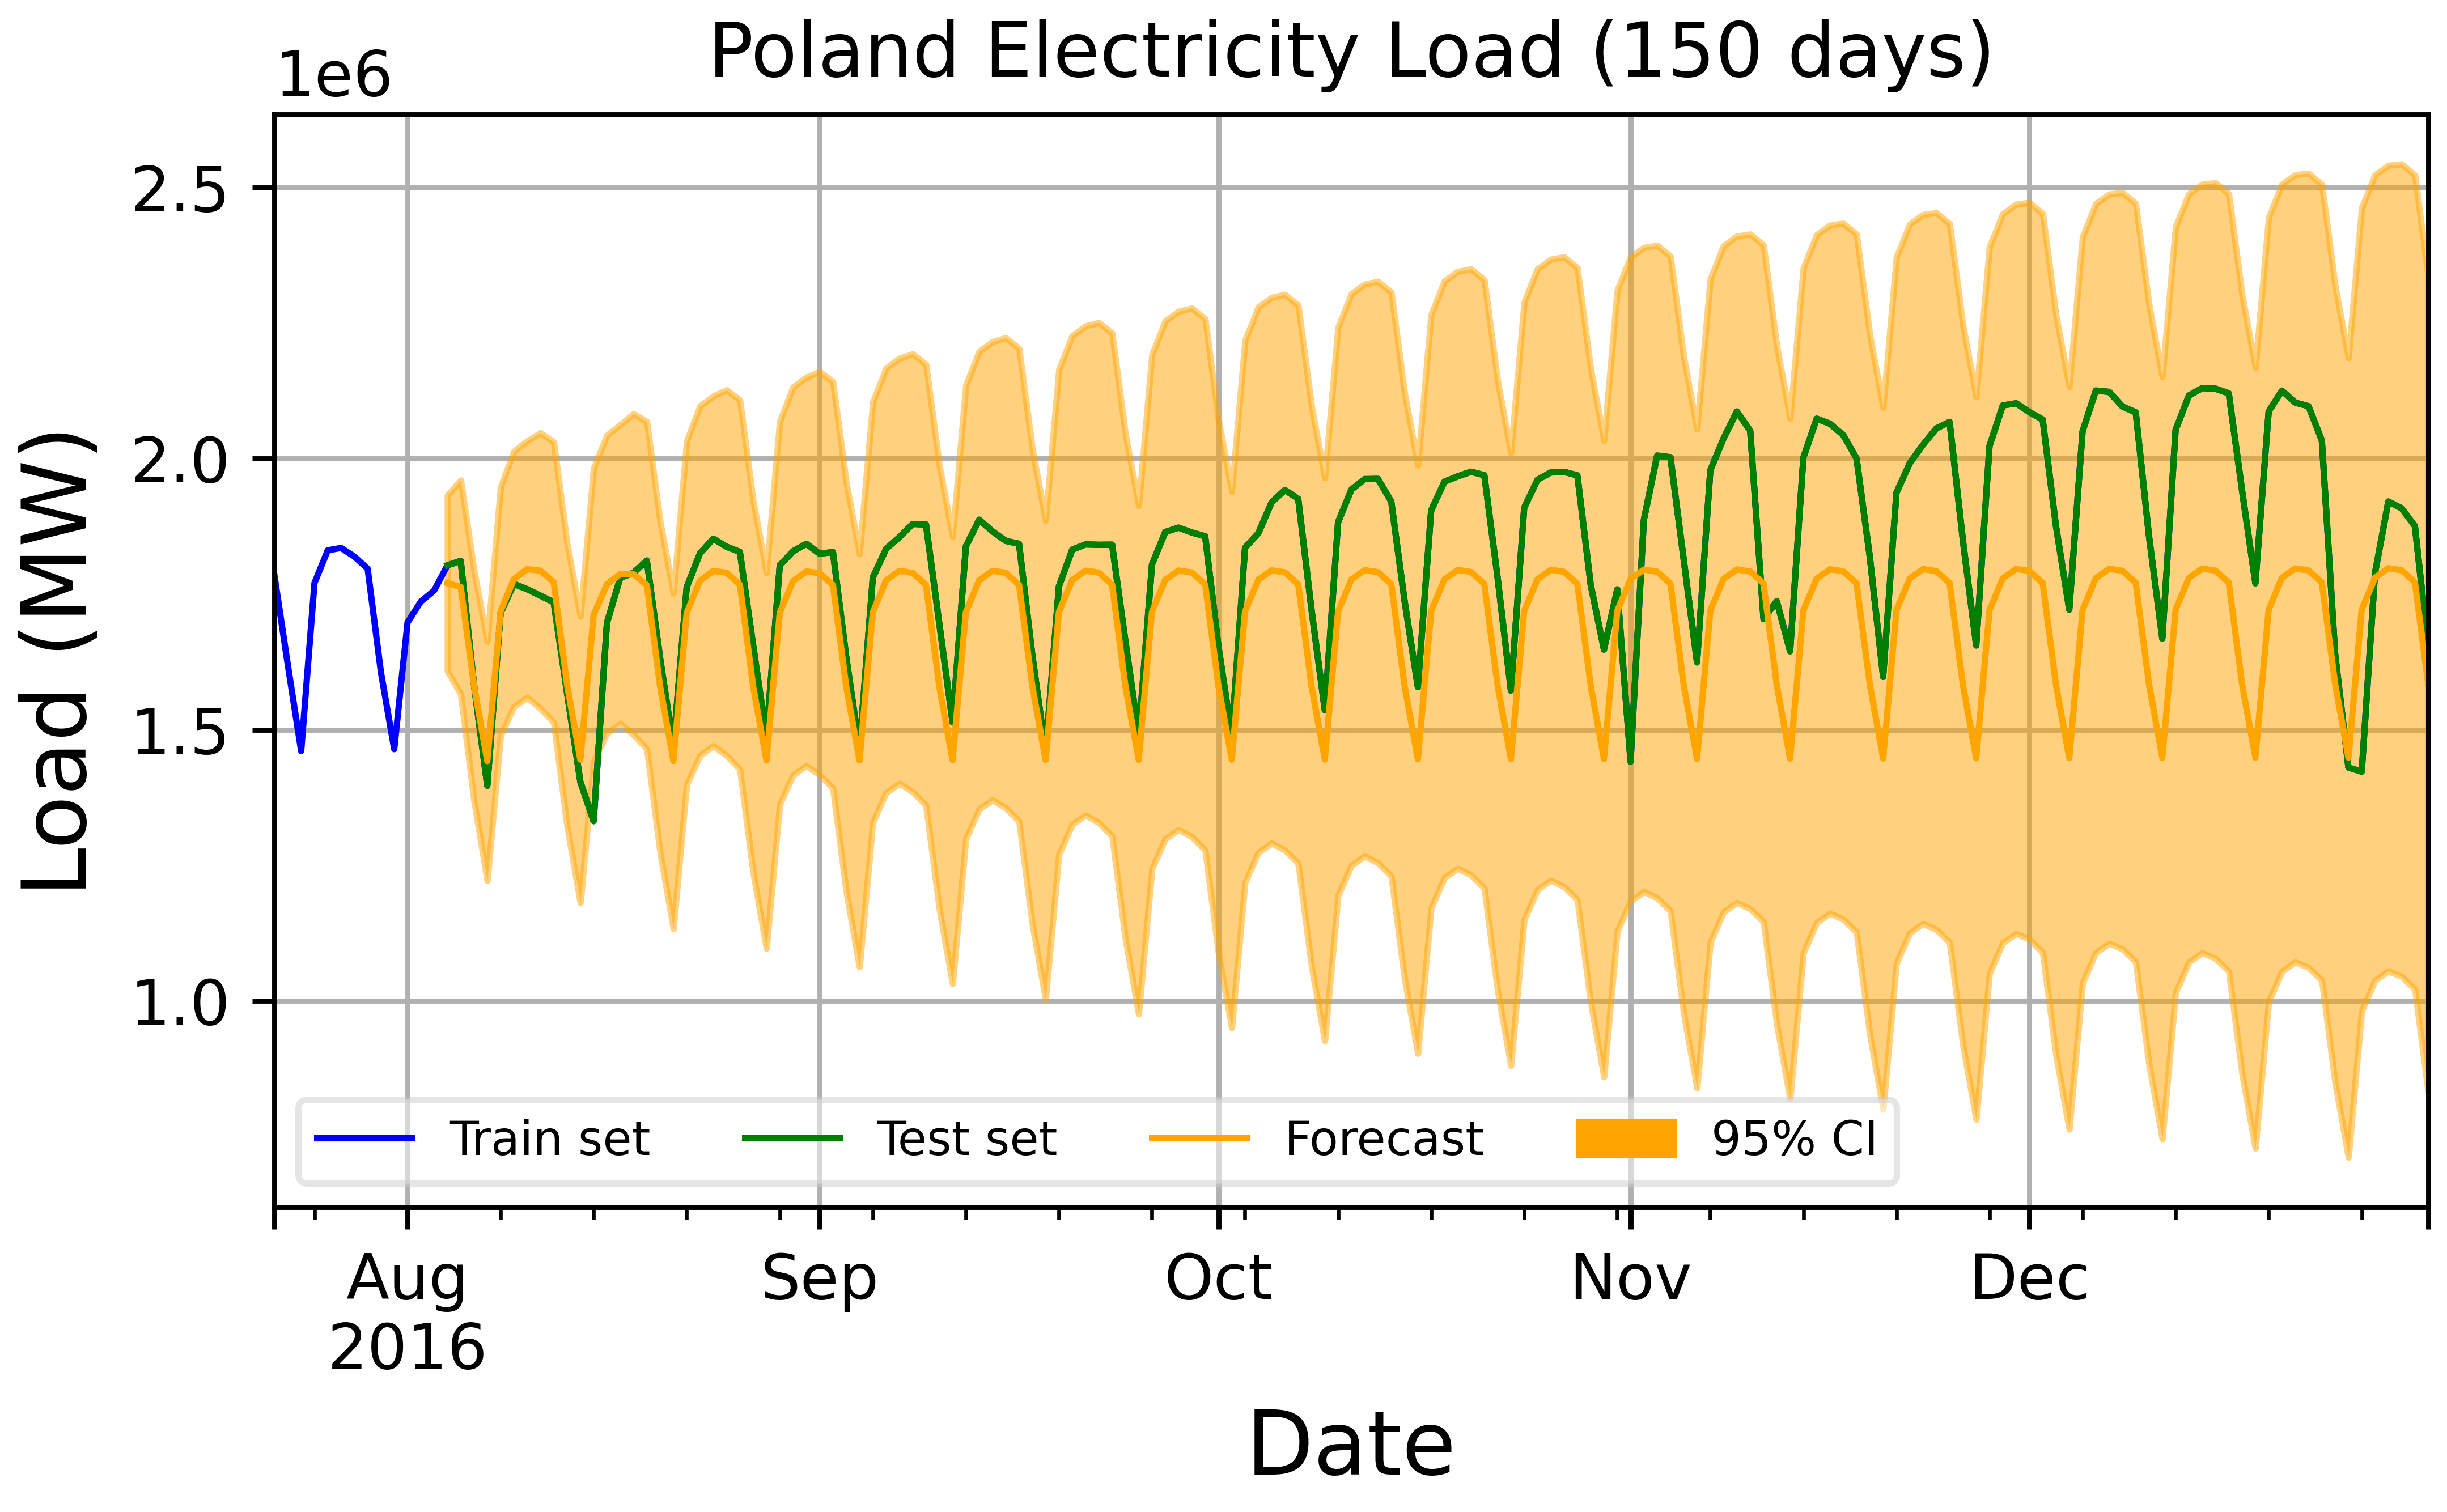 Poland Electricity Load (150 days)
1e6
2.5
2.0
1.5
1.0
Load (MW)
Train set
Test set
Forecast
95% CI
Aug
2016
Sep
Oct
Nov
Dec
Date